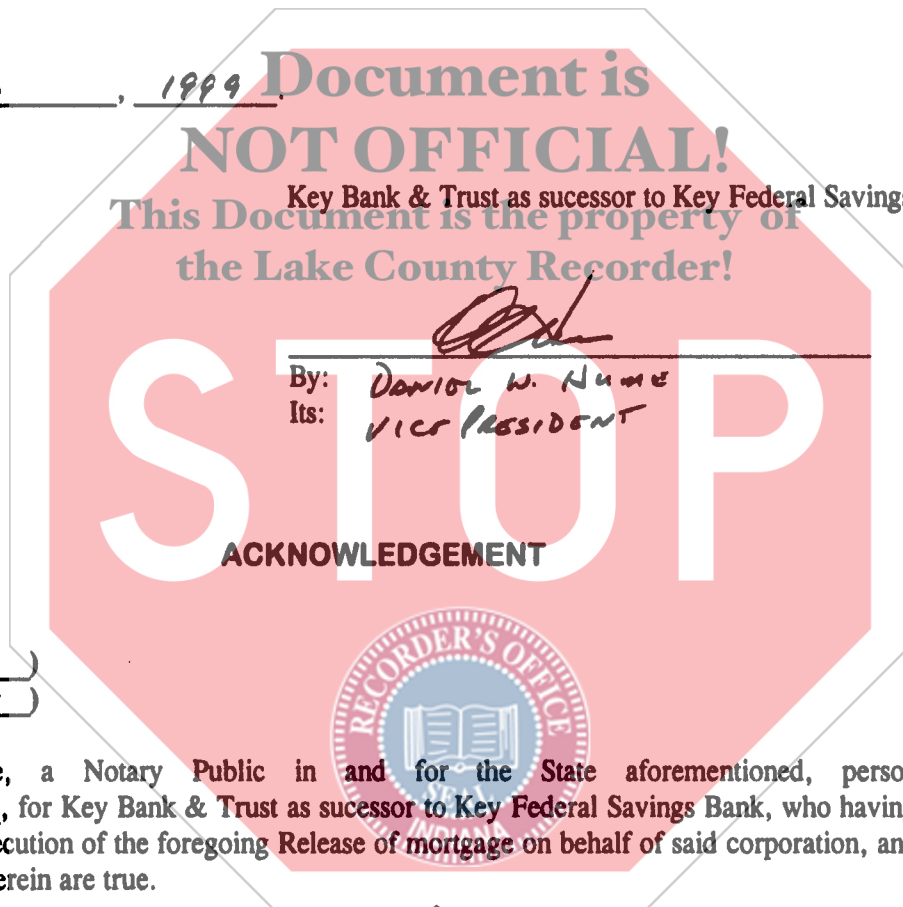 , 1999.
Document is
NOT OFFICIAL!
Key Bank & Trust as sucessor to Key Federal Savings
This Document is the property of
the Lake County Recorder!
By: DANIEL W. HUME
Its: VICE PRESIDENT
STOP
ACKNOWLEDGEMENT
)
)
RECORDER'S OFFICE
e, a Notary Public in and for the State aforementioned, perso
, for Key Bank & Trust as sucessor to Key Federal Savings Bank, who havin
SEAL
ecution of the foregoing Release of mortgage on behalf of said corporation, an
INDIANA
erein are true.